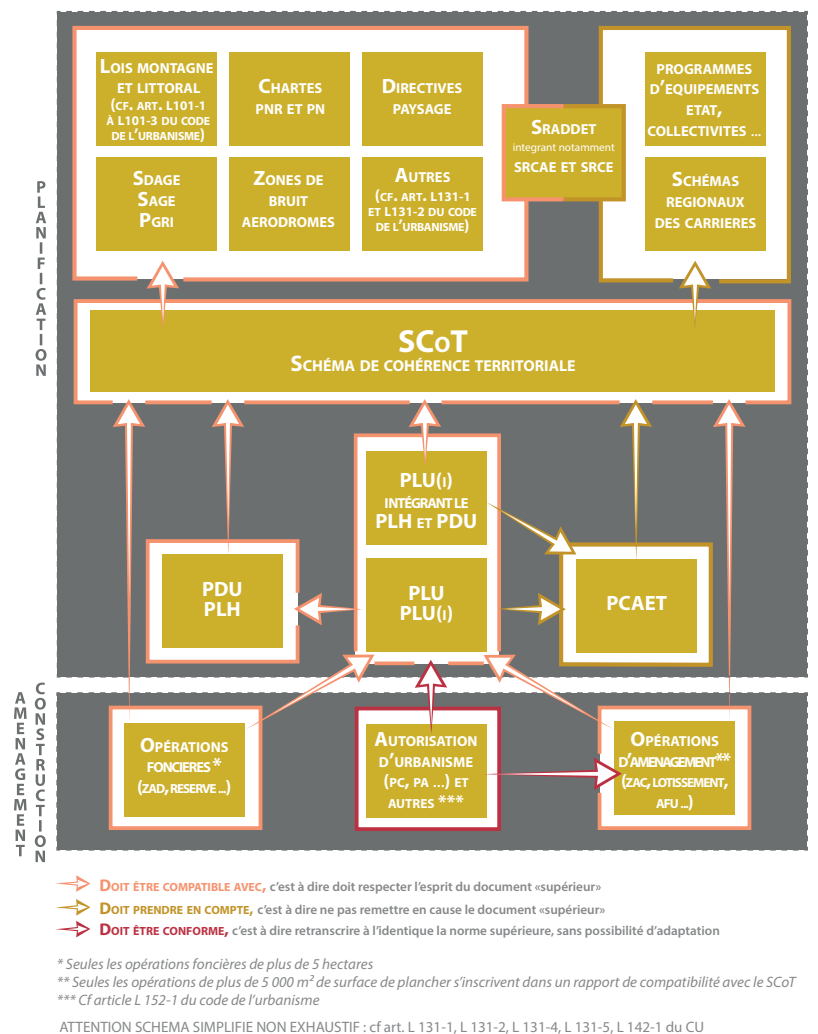 LOIS MONTAGNE
ET LITTORAL
(CF. ART. L101-1
À L101-3 DU CODE
DE L'URBANISME)
CHARTES
PNR ET PN
DIRECTIVES
PAYSAGE
SDAGE
SAGE
PGRI
ZONES DE
BRUIT
AERODROMES
AUTRES
(CF. ART. L131-1
ET L131-2 DU CODE
DE L'URBANISME)
SRADDET
integrant notamment
SRCAE ET SRCE
PROGRAMMES
D'EQUIPEMENTS
ETAT,
COLLECTIVITES ...
SCHÉMAS
REGIONAUX
DES CARRIERES
PLANIFICATION
SCoT
SCHÉMA DE COHÉRENCE TERRITORIALE
PLU(I)
INTÉGRANT LE
PLH ET PDU
PDU
PLH
PLU
PLU(I)
PCAET
AMENAGEMENT
CONSTRUCTION
OPÉRATIONS
FONCIERES *
(ZAD, RESERVE ...)
AUTORISATION
D'URBANISME
(PC, PA ...) ET
AUTRES ***
OPÉRATIONS
D'AMENAGEMENT**
(ZAC, LOTISSEMENT,
AFU ...)
DOIT ÊTRE COMPATIBLE AVEC, c'est à dire doit respecter l'esprit du document «supérieur»
DOIT PRENDRE EN COMPTE, c'est à dire ne pas remettre en cause le document «supérieur»
DOIT ÊTRE CONFORME, c'est à dire retranscrire à l'identique la norme supérieure, sans possibilité d'adaptation
* Seules les opérations foncières de plus de 5 hectares
** Seules les opérations de plus de 5 000 m² de surface de plancher s'inscrivent dans un rapport de compatibilité avec le SCoT
*** Cf article L 152-1 du code de l'urbanisme
ATTENTION SCHEMA SIMPLIFIE NON EXHAUSTIF : cf art. L 131-1, L 131-2, L 131-4, L 131-5, L 142-1 du CU